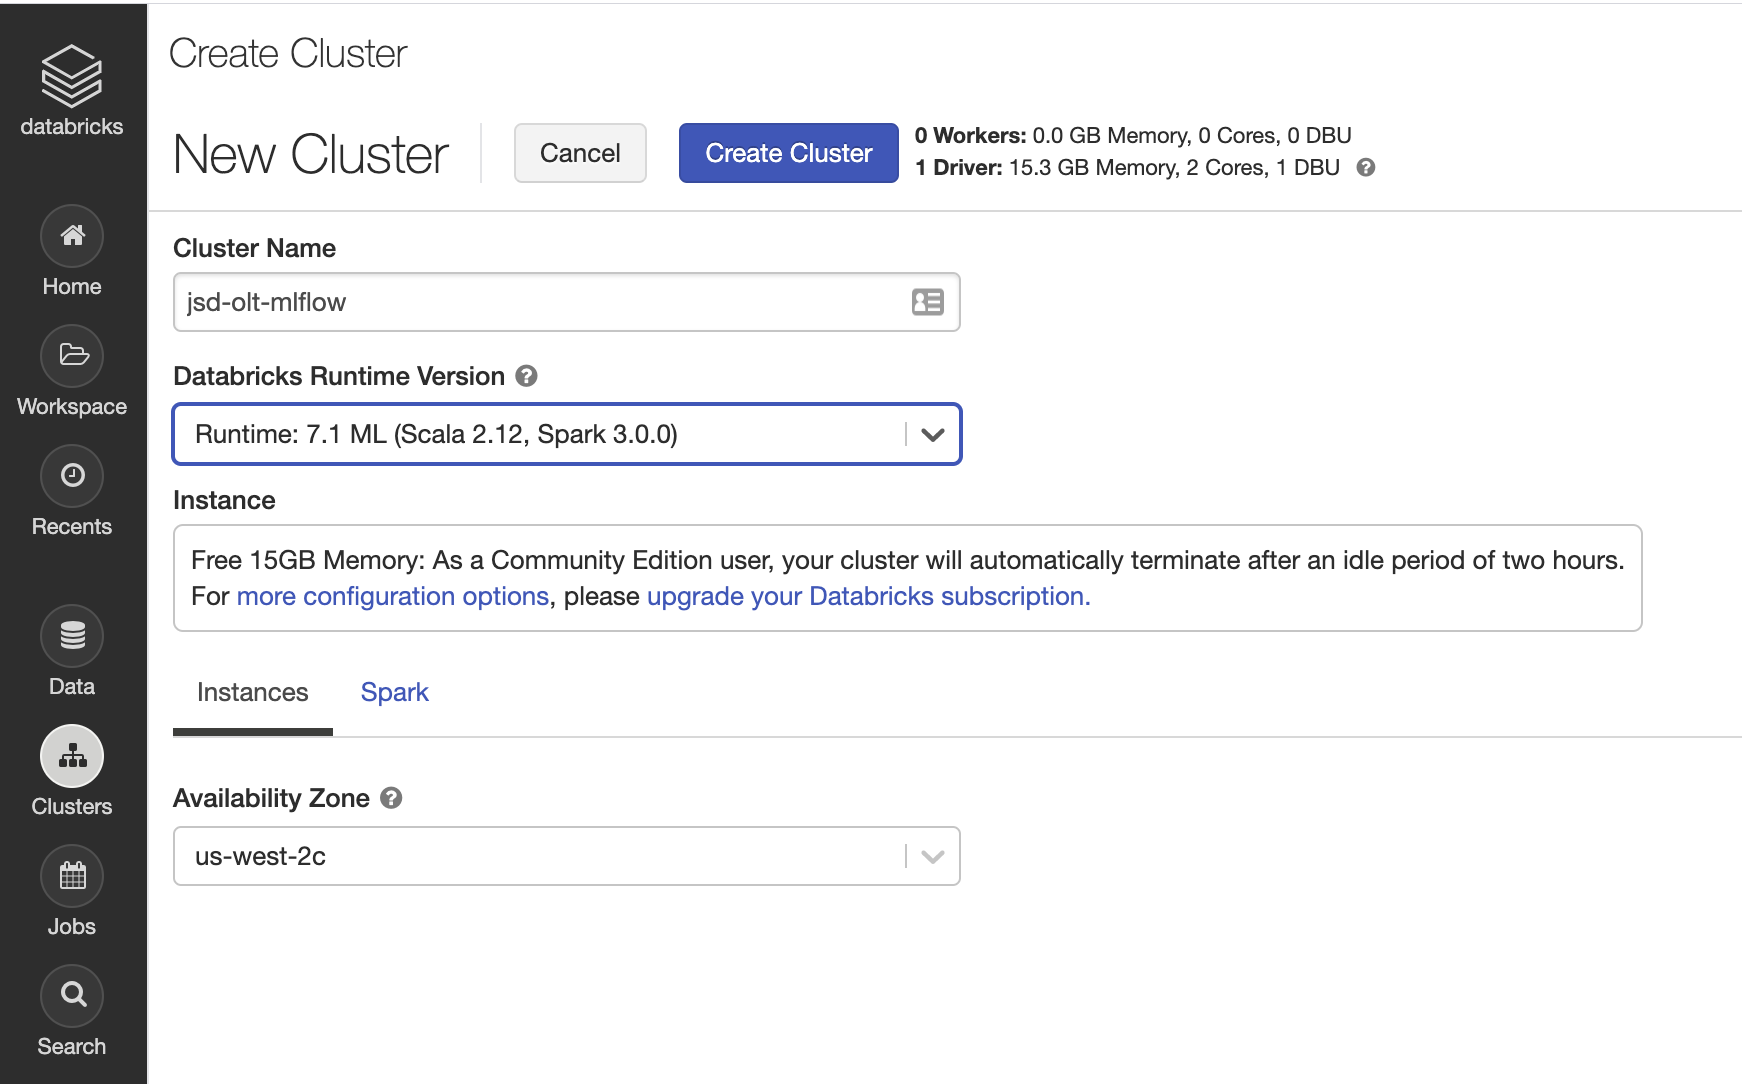 databricks
Home
Workspace
Recents
Data
Clusters
Jobs
Search
Create Cluster
New Cluster
Cancel
Create Cluster
0 Workers: 0.0 GB Memory, 0 Cores, 0 DBU
1 Driver: 15.3 GB Memory, 2 Cores, 1 DBU ?
Cluster Name
jsd-olt-mlflow
Databricks Runtime Version ?
Runtime: 7.1 ML (Scala 2.12, Spark 3.0.0)
Instance
Free 15GB Memory: As a Community Edition user, your cluster will automatically terminate after an idle period of two hours.
For more configuration options, please upgrade your Databricks subscription.
Instances
Spark
Availability Zone ?
us-west-2c